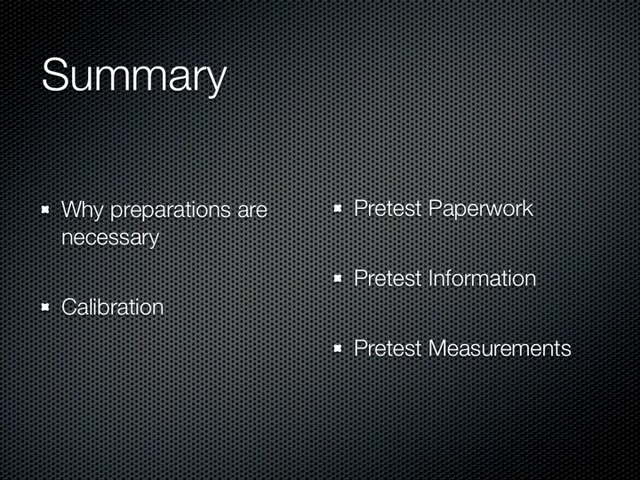 Summary
Why preparations are
necessary
Calibration
Pretest Paperwork
Pretest Information
Pretest Measurements